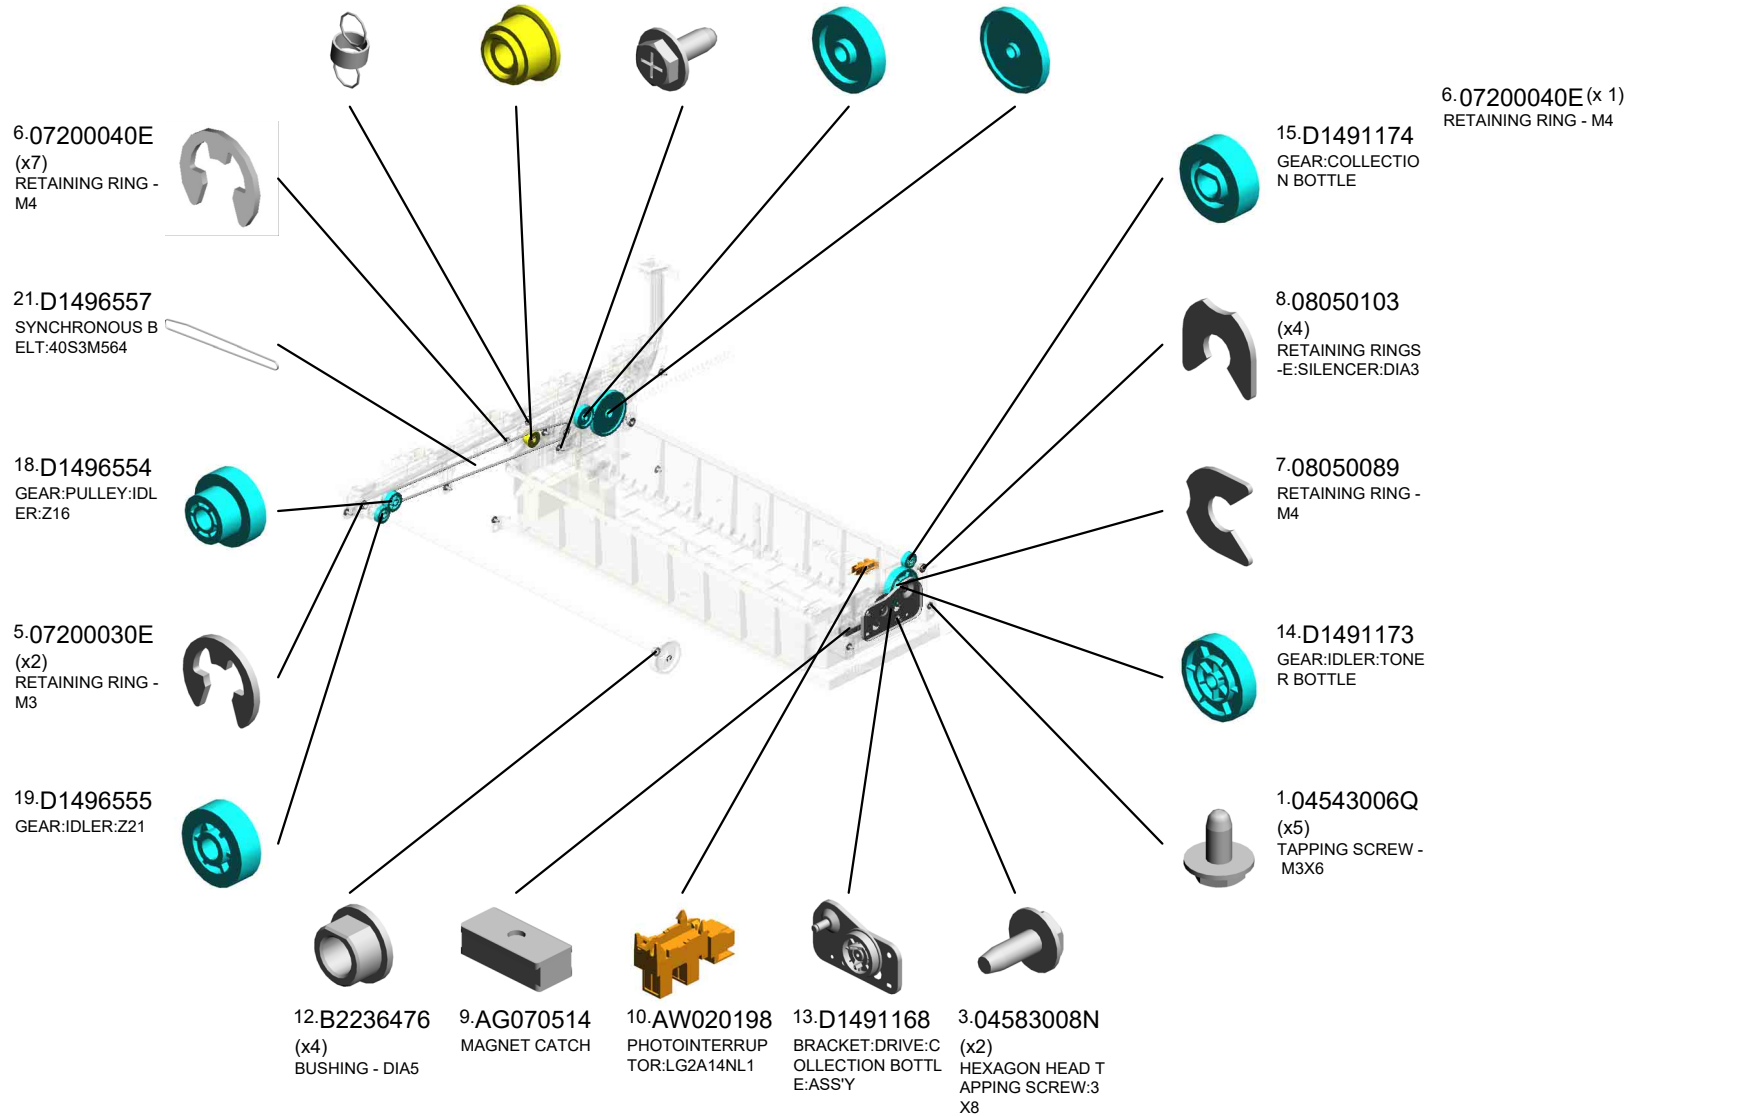 6.07200040E (x 1)
RETAINING RING - M4
6.07200040E
(x7)
RETAINING RING -
M4
21.D1496557
SYNCHRONOUS B
ELT:40S3M564
18.D1496554
GEAR:PULLEY:IDL
ER:Z16
5.07200030E
(x2)
RETAINING RING -
M3
19.D1496555
GEAR:IDLER:Z21
15.D1491174
GEAR:COLLECTIO
N BOTTLE
8.08050103
(x4)
RETAINING RINGS
-E:SILENCER:DIA3
7.08050089
RETAINING RING -
M4
14.D1491173
GEAR:IDLER:TONE
R BOTTLE
1.04543006Q
(x5)
TAPPING SCREW -
M3X6
12.B2236476
(x4)
BUSHING - DIA5
9.AG070514
MAGNET CATCH
10.AW020198
PHOTOINTERRUP
TOR:LG2A14NL1
13.D1491168
BRACKET:DRIVE:C
OLLECTION BOTTL
E:ASS'Y
3.04583008N
(x2)
HEXAGON HEAD T
APPING SCREW:3
X8